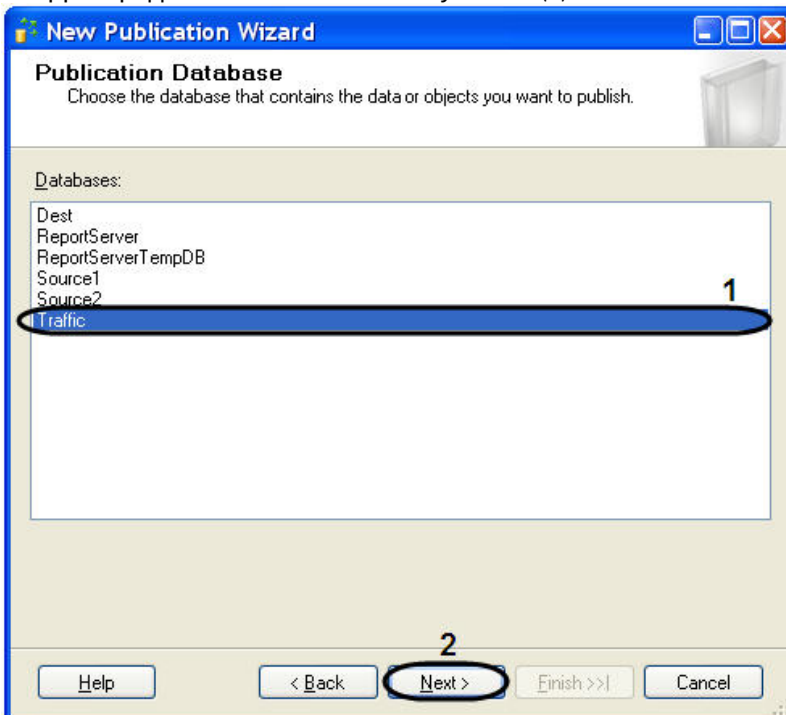 New Publication Wizard
Publication Database
Choose the database that contains the data or objects you want to publish.
Databases:
Dest
ReportServer
ReportServerTempDB
Source1
Source2
1
Traffic
2
Help
< Back
Next >
Finish >>|
Cancel